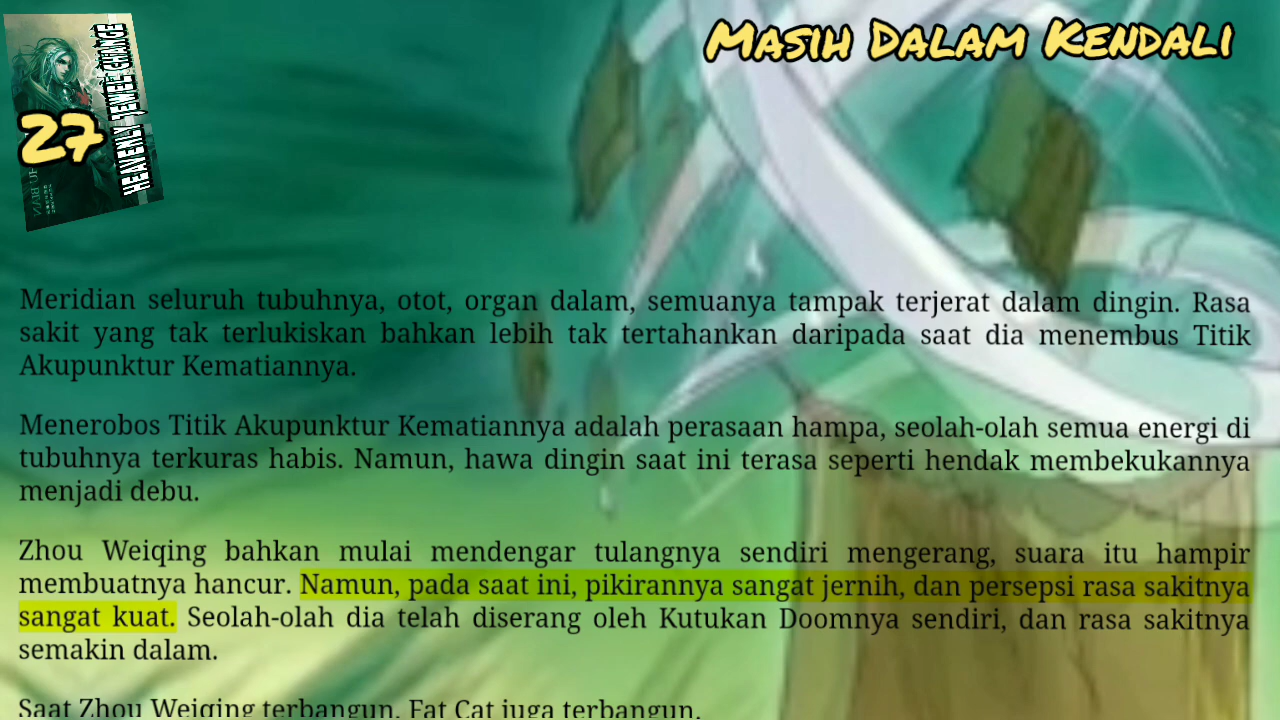 Masih Dalam Kendali
27
HEAVENLY JEWEL CHANGE
Meridian seluruh tubuhnya, otot, organ dalam, semuanya tampak terjerat dalam dingin. Rasa
sakit yang tak terlukiskan bahkan lebih tak tertahankan daripada saat dia menembus Titik
Akupunktur Kematiannya.
Menerobos Titik Akupunktur Kematiannya adalah perasaan hampa, seolah-olah semua energi di
tubuhnya terkuras habis. Namun, hawa dingin saat ini terasa seperti hendak membekukannya
menjadi debu.
Zhou Weiqing bahkan mulai mendengar tulangnya sendiri mengerang, suara itu hampir
membuatnya hancur. Namun, pada saat ini, pikirannya sangat jernih, dan persepsi rasa sakitnya
sangat kuat. Seolah-olah dia telah diserang oleh Kutukan Doomnya sendiri, dan rasa sakitnya
semakin dalam.
Saat Zhou Weiqing terbangun, Fat Cat juga terbangun.